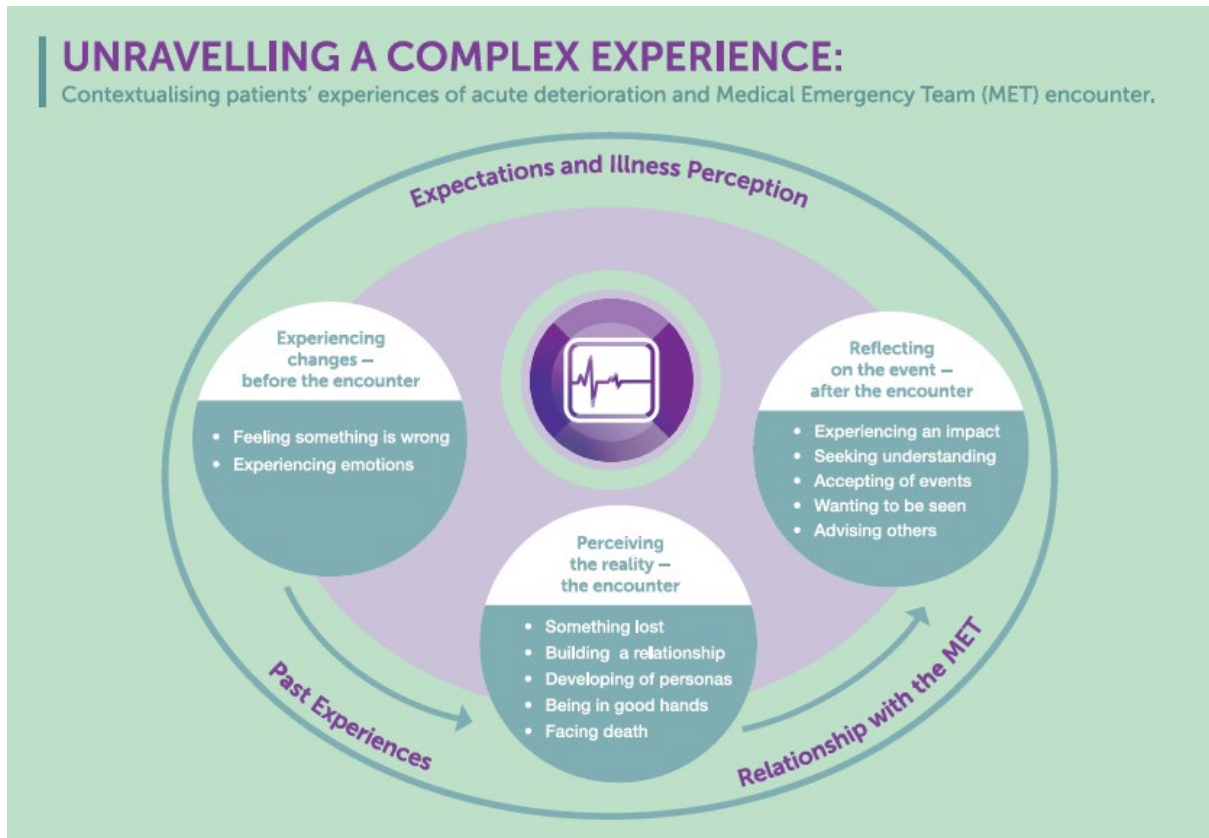 UNRAVELLING A COMPLEX EXPERIENCE:
Contextualising patients’ experiences of acute deterioration and Medical Emergency Team (MET) encounter.
Expectations and Illness Perception
Experiencing
changes –
before the encounter
• Feeling something is wrong
• Experiencing emotions
Perceiving
the reality –
the encounter
• Something lost
• Building a relationship
• Developing of personas
• Being in good hands
• Facing death
Reflecting
on the event –
after the encounter
• Experiencing an impact
• Seeking understanding
• Accepting of events
• Wanting to be seen
• Advising others
Past Experiences
Relationship with the MET